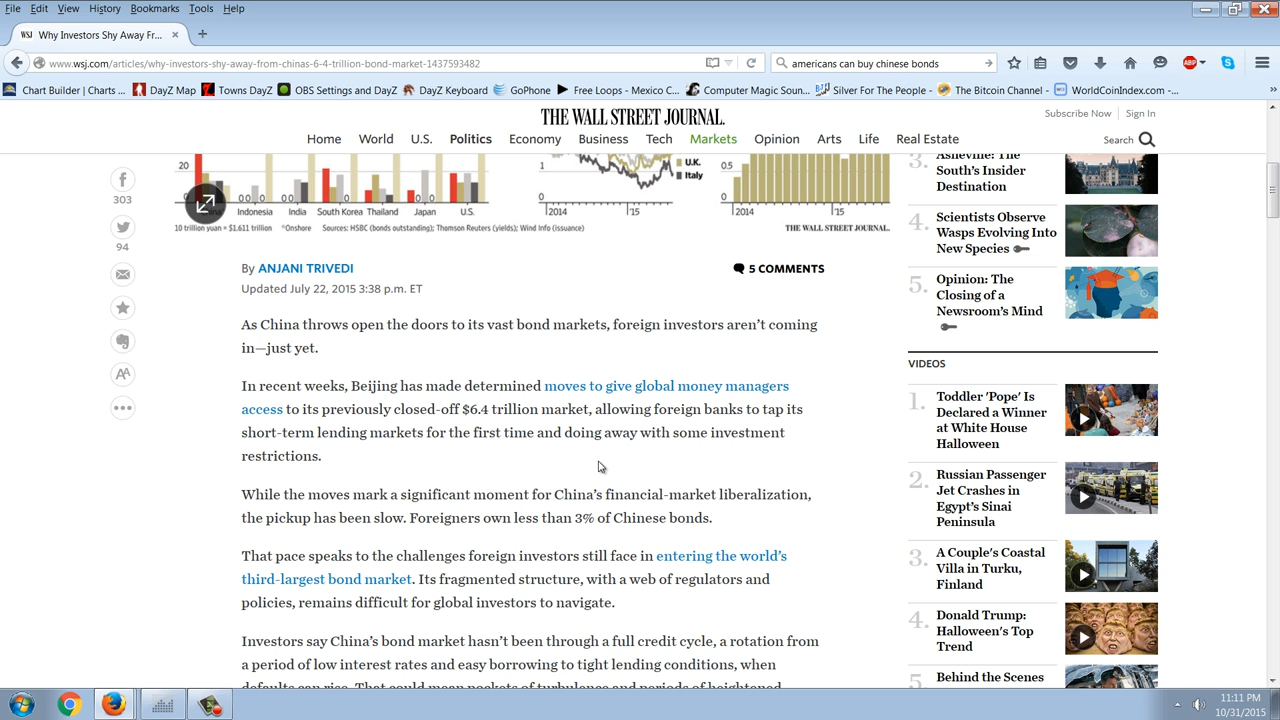 File Edit View History Bookmarks Tools Help
WSJ Why Investors Shy Away Fr... × +
www.wsj.com/articles/why-investors-shy-away-from-chinas-6-4-trillion-bond-market-1437593482
americans can buy chinese bonds
ABP
Chart Builder | Charts ... DayZ Map Towns DayZ OBS Settings and DayZ DayZ Keyboard GoPhone Free Loops - Mexico C... Computer Magic Soun... Silver For The People - ... The Bitcoin Channel - ... WorldCoinIndex.com -... »
THE WALL STREET JOURNAL.
Subscribe Now Sign In
Home World U.S. Politics Economy Business Tech Markets Opinion Arts Life Real Estate
Search
20
0
Indonesia India South Korea Thailand Japan U.S.
1
0
2014 '15
U.K.
Italy
0.5
0
2014 '15
10 trillion yuan = $1.611 trillion *Onshore Sources: HSBC (bonds outstanding); Thomson Reuters (yields); Wind Info (issuance)
THE WALL STREET JOURNAL.
303
94
AA
By ANJANI TRIVEDI
5 COMMENTS
Updated July 22, 2015 3:38 p.m. ET
As China throws open the doors to its vast bond markets, foreign investors aren't coming
in—just yet.
In recent weeks, Beijing has made determined moves to give global money managers
access to its previously closed-off $6.4 trillion market, allowing foreign banks to tap its
short-term lending markets for the first time and doing away with some investment
restrictions.
While the moves mark a significant moment for China's financial-market liberalization,
the pickup has been slow. Foreigners own less than 3% of Chinese bonds.
That pace speaks to the challenges foreign investors still face in entering the world's
third-largest bond market. Its fragmented structure, with a web of regulators and
policies, remains difficult for global investors to navigate.
Investors say China's bond market hasn't been through a full credit cycle, a rotation from
a period of low interest rates and easy borrowing to tight lending conditions, when
3. Asheville: The
South's Insider
Destination
4. Scientists Observe
Wasps Evolving Into
New Species
5. Opinion: The
Closing of a
Newsroom's Mind
VIDEOS
1. Toddler 'Pope' Is
Declared a Winner
at White House
Halloween
2. Russian Passenger
Jet Crashes in
Egypt's Sinai
Peninsula
3. A Couple's Coastal
Villa in Turku,
Finland
4. Donald Trump:
Halloween's Top
Trend
5. Behind the Scenes
11:11 PM
10/31/2015